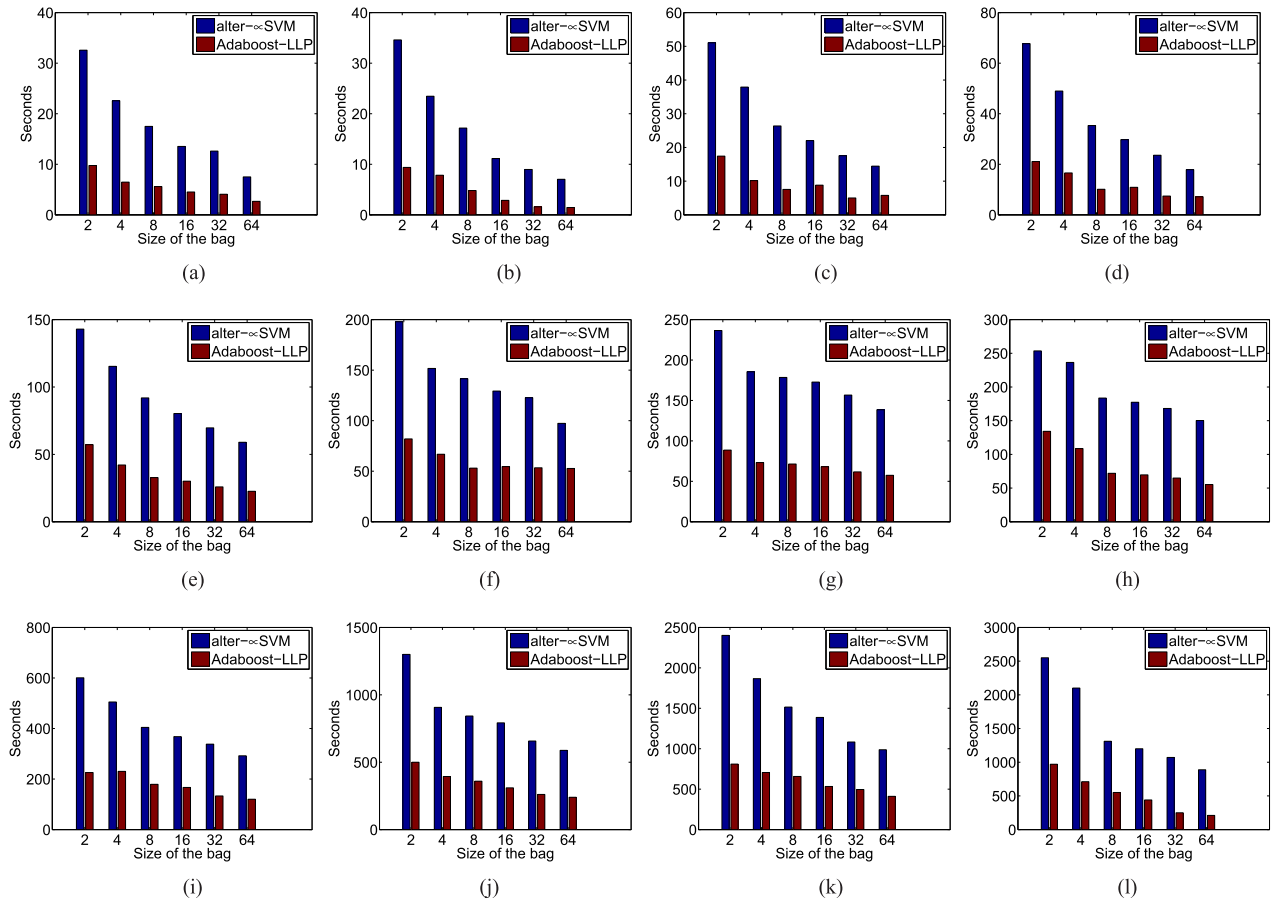 40
30
20
10
0
Seconds
alter-∝SVM
Adaboost-LLP
2 4 8 16 32 64
Size of the bag
(a)
40
30
20
10
0
Seconds
alter-∝SVM
Adaboost-LLP
2 4 8 16 32 64
Size of the bag
(b)
60
50
40
30
20
10
0
Seconds
alter-∝SVM
Adaboost-LLP
2 4 8 16 32 64
Size of the bag
(c)
80
60
40
20
0
Seconds
alter-∝SVM
Adaboost-LLP
2 4 8 16 32 64
Size of the bag
(d)
150
100
50
0
Seconds
alter-∝SVM
Adaboost-LLP
2 4 8 16 32 64
Size of the bag
(e)
200
150
100
50
0
Seconds
alter-∝SVM
Adaboost-LLP
2 4 8 16 32 64
Size of the bag
(f)
250
200
150
100
50
0
Seconds
alter-∝SVM
Adaboost-LLP
2 4 8 16 32 64
Size of the bag
(g)
300
250
200
150
100
50
0
Seconds
alter-∝SVM
Adaboost-LLP
2 4 8 16 32 64
Size of the bag
(h)
800
600
400
200
0
Seconds
alter-∝SVM
Adaboost-LLP
2 4 8 16 32 64
Size of the bag
(i)
1500
1000
500
0
Seconds
alter-∝SVM
Adaboost-LLP
2 4 8 16 32 64
Size of the bag
(j)
2500
2000
1500
1000
500
0
Seconds
alter-∝SVM
Adaboost-LLP
2 4 8 16 32 64
Size of the bag
(k)
3000
2500
2000
1500
1000
500
0
Seconds
alter-∝SVM
Adaboost-LLP
2 4 8 16 32 64
Size of the bag
(l)